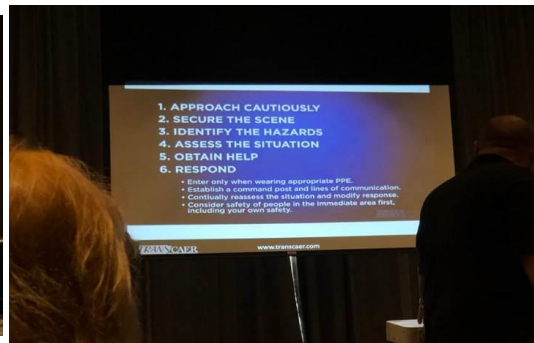 1. APPROACH CAUTIOUSLY
2. SECURE THE SCENE
3. IDENTIFY THE HAZARDS
4. ASSESS THE SITUATION
5. OBTAIN HELP
6. RESPOND
• Enter only when wearing appropriate PPE.
• Establish a command post and lines of communication.
• Contiually reassess the situation and modify response.
• Consider safety of people in the immediate area first,
including your own safety.
TRANSCAER
www.transcaer.com